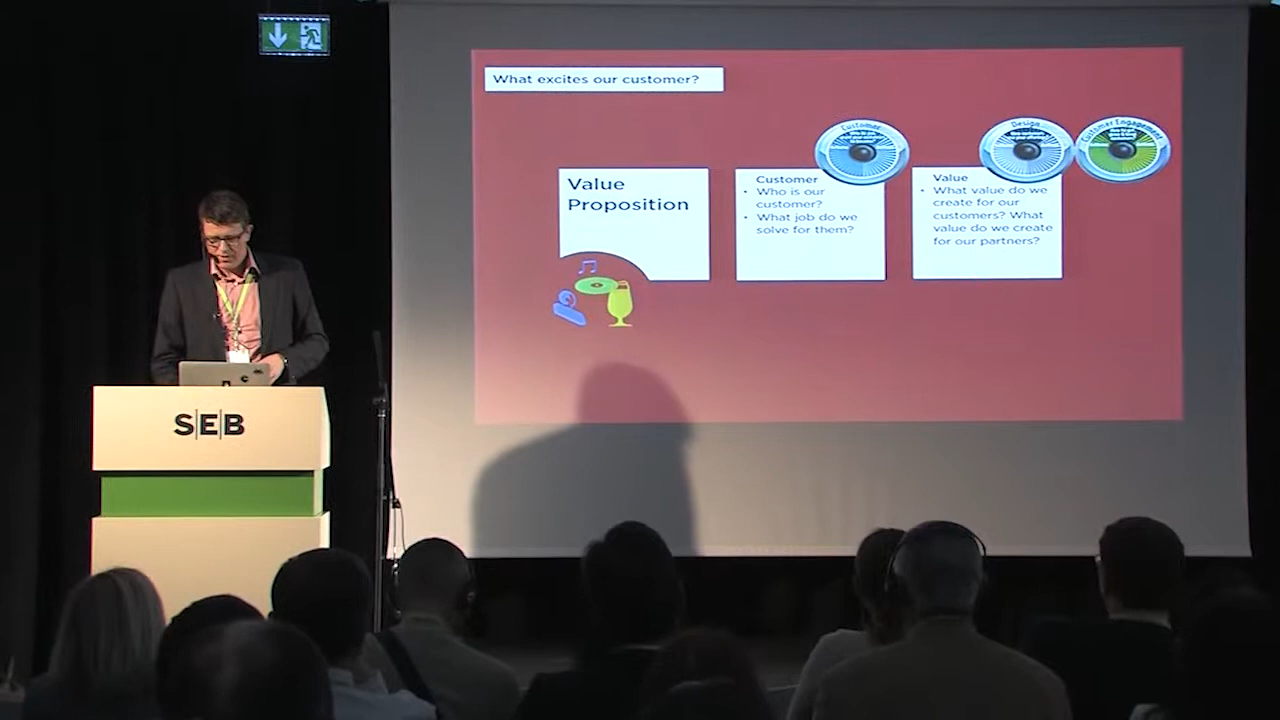 What excites our customer?
Customer
Design
Customer Engagement
Value
Proposition
Customer
• Who is our
customer?
• What job do we
solve for them?
Value
• What value do we
create for our
customers? What
value do we create
for our partners?
S|E|B